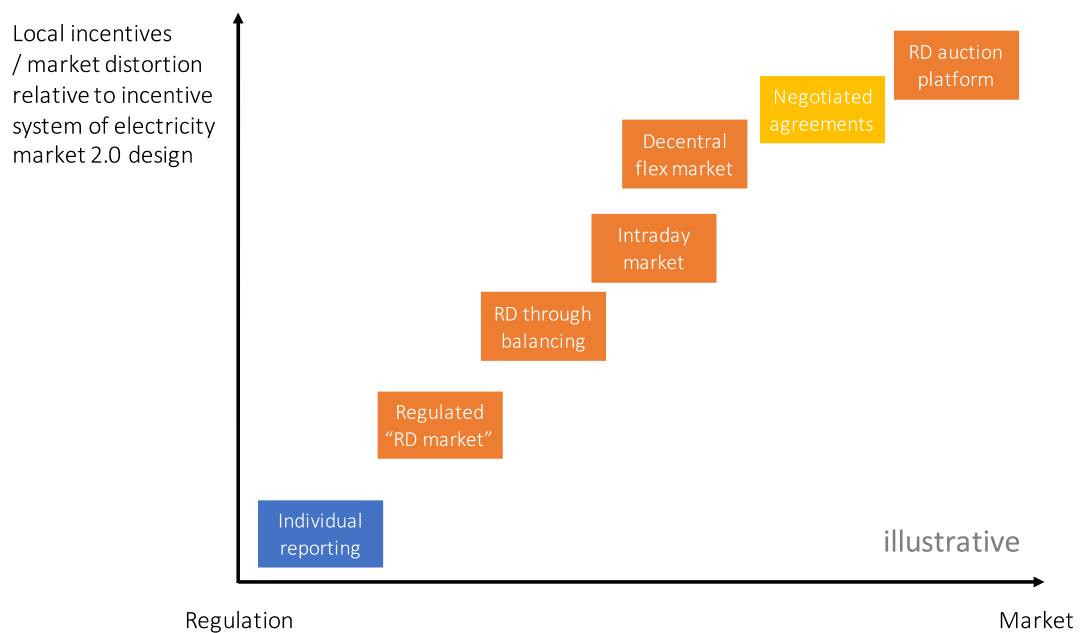 Local incentives
/ market distortion
relative to incentive
system of electricity
market 2.0 design
RD auction
platform
Negotiated
agreements
Decentral
flex market
Intraday
market
RD through
balancing
Regulated
“RD market”
Individual
reporting
illustrative
Regulation
Market